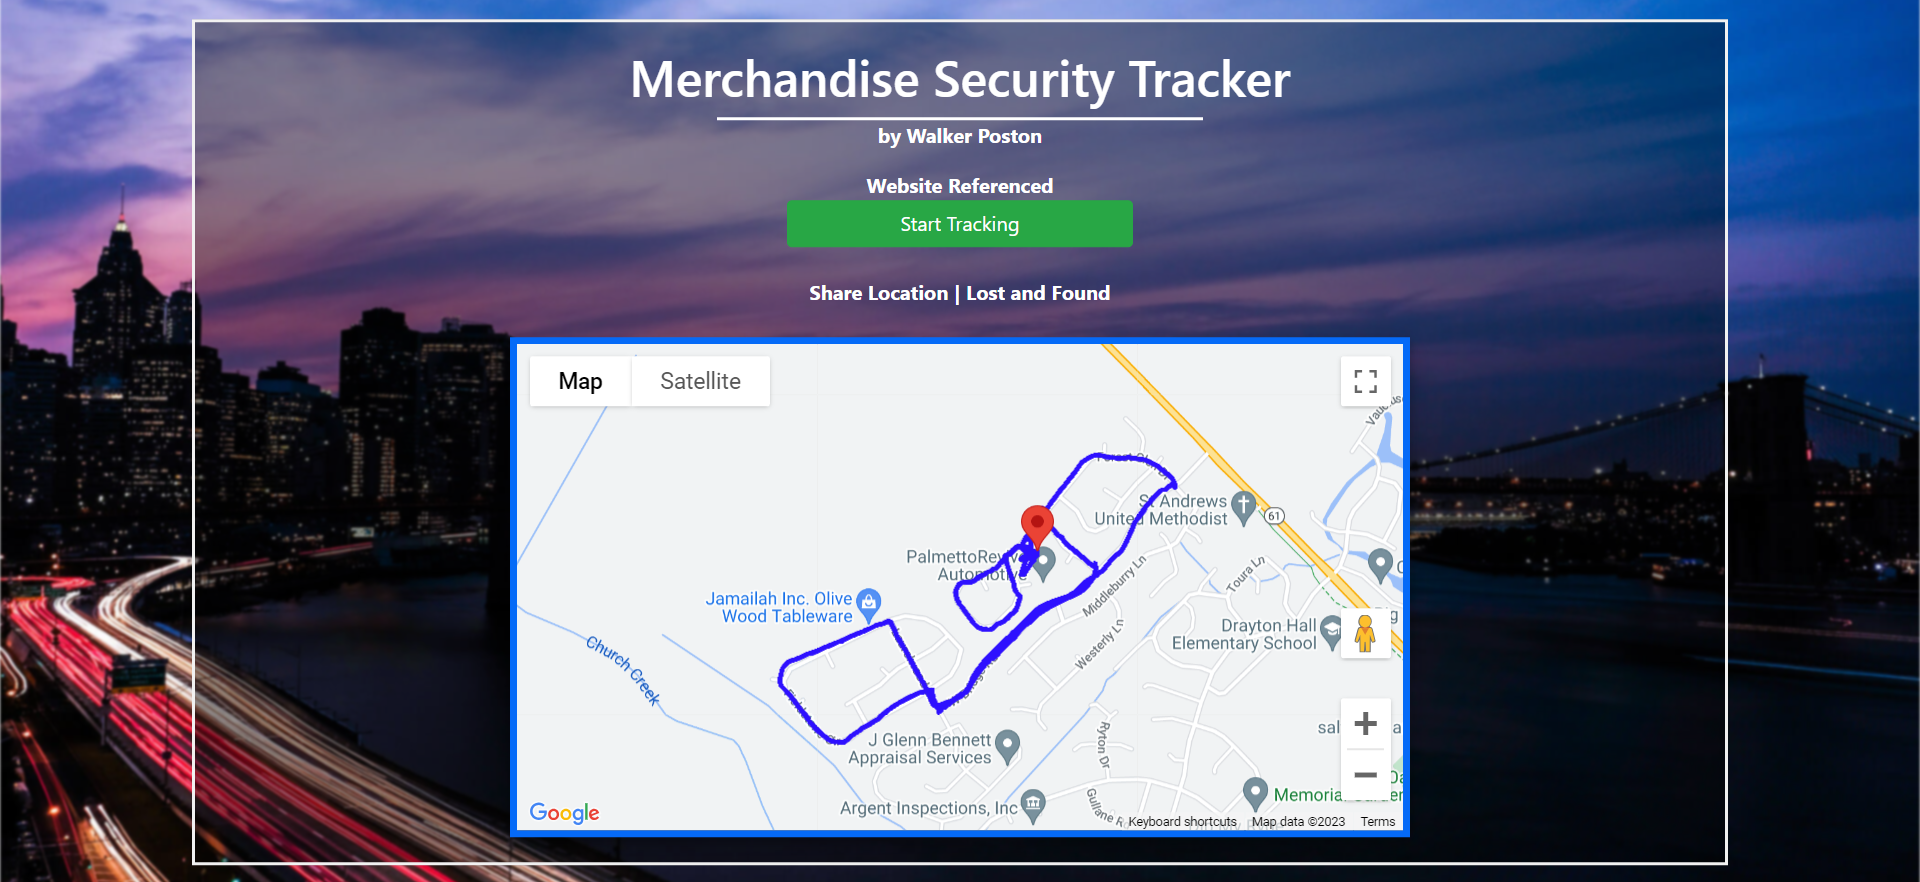 Merchandise Security Tracker
by Walker Poston
Website Referenced
Start Tracking
Share Location | Lost and Found
Map
Satellite
St Andrews
United Methodist
61
PalmettoReviv
Automotive
Middlebury Ln
Toura Ln
Jamailah Inc. Olive
Wood Tableware
Drayton Hall
Elementary School
Westerly Ln
Church Creek
J Glenn Bennett
Appraisal Services
Ryton Dr
Argent Inspections, Inc
Gullane
Google
Keyboard shortcuts
Map data ©2023
Terms